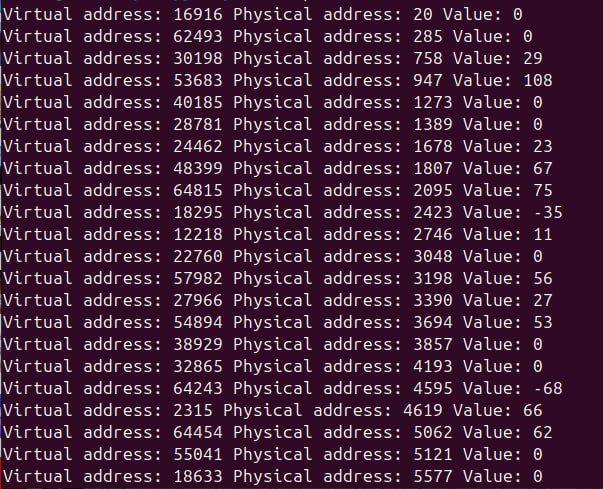 Virtual address: 16916 Physical address: 20 Value: 0
Virtual address: 62493 Physical address: 285 Value: 0
Virtual address: 30198 Physical address: 758 Value: 29
Virtual address: 53683 Physical address: 947 Value: 108
Virtual address: 40185 Physical address: 1273 Value: 0
Virtual address: 28781 Physical address: 1389 Value: 0
Virtual address: 24462 Physical address: 1678 Value: 23
Virtual address: 48399 Physical address: 1807 Value: 67
Virtual address: 64815 Physical address: 2095 Value: 75
Virtual address: 18295 Physical address: 2423 Value: -35
Virtual address: 12218 Physical address: 2746 Value: 11
Virtual address: 22760 Physical address: 3048 Value: 0
Virtual address: 57982 Physical address: 3198 Value: 56
Virtual address: 27966 Physical address: 3390 Value: 27
Virtual address: 54894 Physical address: 3694 Value: 53
Virtual address: 38929 Physical address: 3857 Value: 0
Virtual address: 32865 Physical address: 4193 Value: 0
Virtual address: 64243 Physical address: 4595 Value: -68
Virtual address: 2315 Physical address: 4619 Value: 66
Virtual address: 64454 Physical address: 5062 Value: 62
Virtual address: 55041 Physical address: 5121 Value: 0
Virtual address: 18633 Physical address: 5577 Value: 0